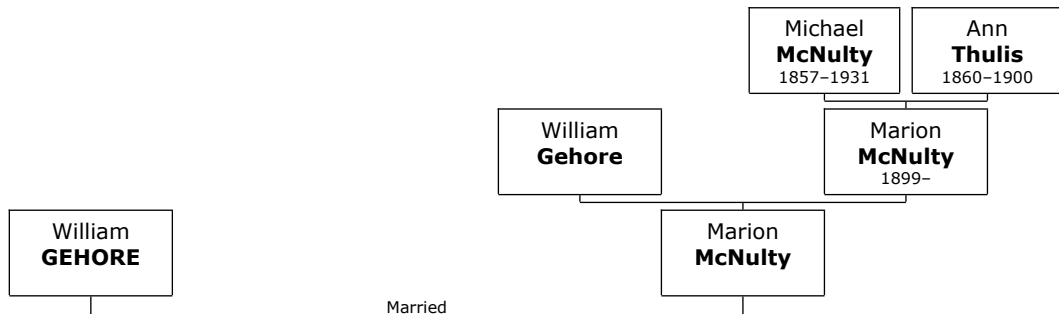 Michael
McNulty
1857–1931
Ann
Thulis
1860–1900
William
Gehore
Marion
McNulty
1899–
William
GEHORE
Marion
McNulty
Married